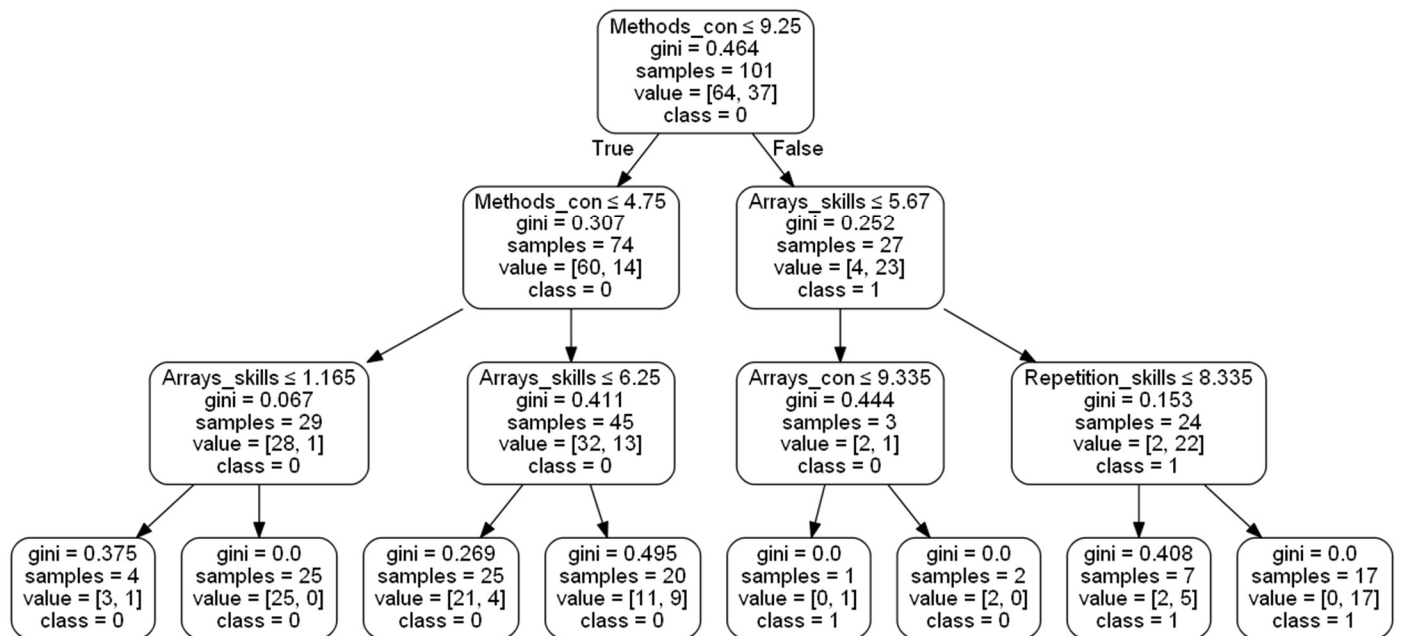 Methods_con ≤ 9.25
gini = 0.464
samples = 101
value = [64, 37]
class = 0
True
False
Methods_con ≤ 4.75
gini = 0.307
samples = 74
value = [60, 14]
class = 0
Arrays_skills ≤ 5.67
gini = 0.252
samples = 27
value = [4, 23]
class = 1
Arrays_skills ≤ 1.165
gini = 0.067
samples = 29
value = [28, 1]
class = 0
Arrays_skills ≤ 6.25
gini = 0.411
samples = 45
value = [32, 13]
class = 0
Arrays_con ≤ 9.335
gini = 0.444
samples = 3
value = [2, 1]
class = 0
Repetition_skills ≤ 8.335
gini = 0.153
samples = 24
value = [2, 22]
class = 1
gini = 0.375
samples = 4
value = [3, 1]
class = 0
gini = 0.0
samples = 25
value = [25, 0]
class = 0
gini = 0.269
samples = 25
value = [21, 4]
class = 0
gini = 0.495
samples = 20
value = [11, 9]
class = 0
gini = 0.0
samples = 1
value = [0, 1]
class = 1
gini = 0.0
samples = 2
value = [2, 0]
class = 0
gini = 0.408
samples = 7
value = [2, 5]
class = 1
gini = 0.0
samples = 17
value = [0, 17]
class = 1